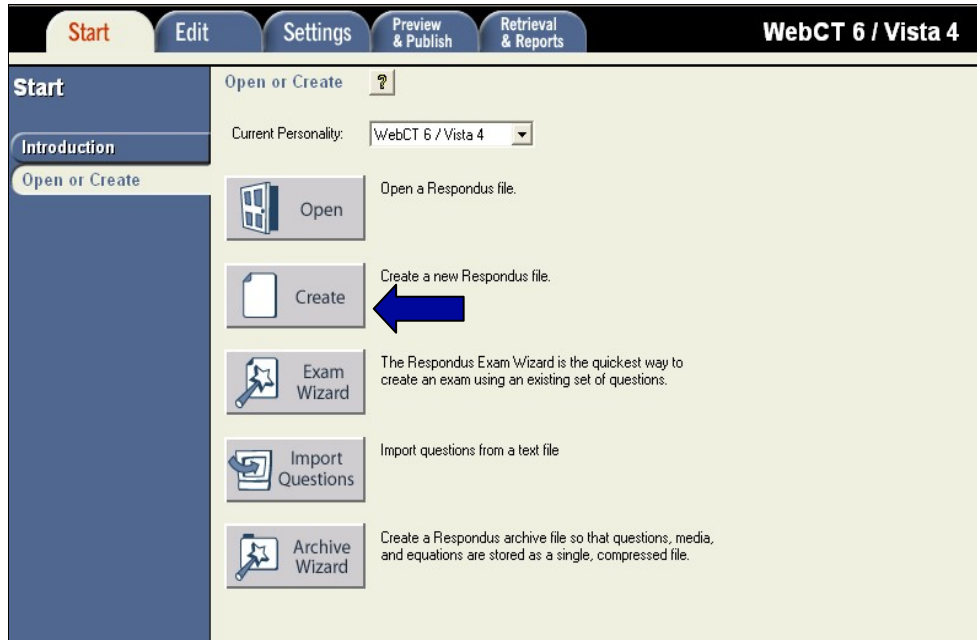 Start
Edit
Settings
Preview
& Publish
Retrieval
& Reports
WebCT 6 / Vista 4
Start
Introduction
Open or Create
Open or Create
?
Current Personality:
WebCT 6 / Vista 4
Open
Open a Respondus file.
Create
Create a new Respondus file.
Exam
Wizard
The Respondus Exam Wizard is the quickest way to
create an exam using an existing set of questions.
Import
Questions
Import questions from a text file
Archive
Wizard
Create a Respondus archive file so that questions, media,
and equations are stored as a single, compressed file.